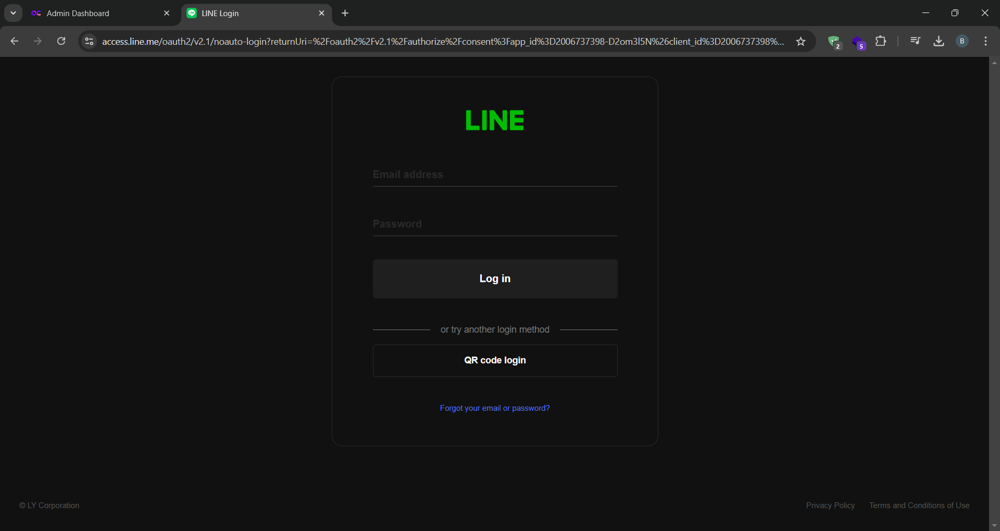 Admin Dashboard
LINE Login
access.line.me/oauth2/v2.1/noauto-login?returnUri=%2Foauth2%2Fv2.1%2Fauthorize%2Fconsent%3Fapp_id%3D2006737398-D2om3l5N%26client_id%3D2006737398%...
2
5
B
LINE
Email address
Password
Log in
or try another login method
QR code login
Forgot your email or password?
© LY Corporation
Privacy Policy
Terms and Conditions of Use